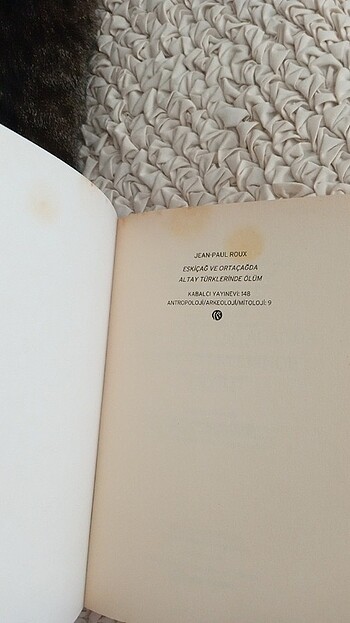 JEAN-PAUL ROUX
ESKİÇAĞ VE ORTAÇAĞDA
ALTAY TÜRKLERİNDE ÖLÜM
KABALCI YAYINEVİ: 148
ANTROPOLOJİ/ARKEOLOJİ/MİTOLOJİ: 9